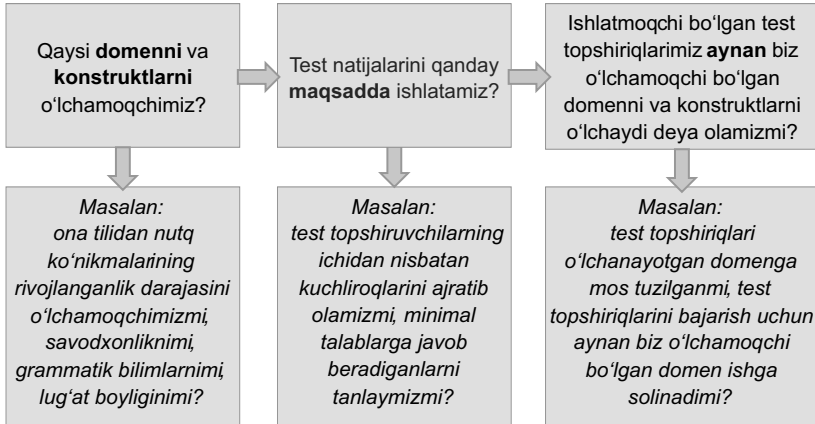 Qaysi domenni va
konstruktlarni
o‘lchamoqchimiz?
Test natijalarini qanday
maqsadda ishlatamiz?
Ishlatmoqchi bo‘lgan test
topshiriqlarimiz aynan biz
o‘lchamoqchi bo‘lgan
domenni va konstruktlarni
o‘lchaydi deya olamizmi?
Masalan:
ona tilidan nutq
ko‘nikmalarining
rivojlanganlik darajasini
o‘lchamoqchimizmi,
savodxonliknimi,
grammatik bilimlarnimi,
lug‘at boyliginimi?
Masalan:
test topshiruvchilarning
ichidan nisbatan
kuchliroqlarini ajratib
olamizmi, minimal
talablarga javob
beradiganlarni
tanlaymizmi?
Masalan:
test topshiriqlari
o‘lchanayotgan domenga
mos tuzilganmi, test
topshiriqlarini bajarish uchun
aynan biz o‘lchamoqchi
bo‘lgan domen ishga
solinadimi?